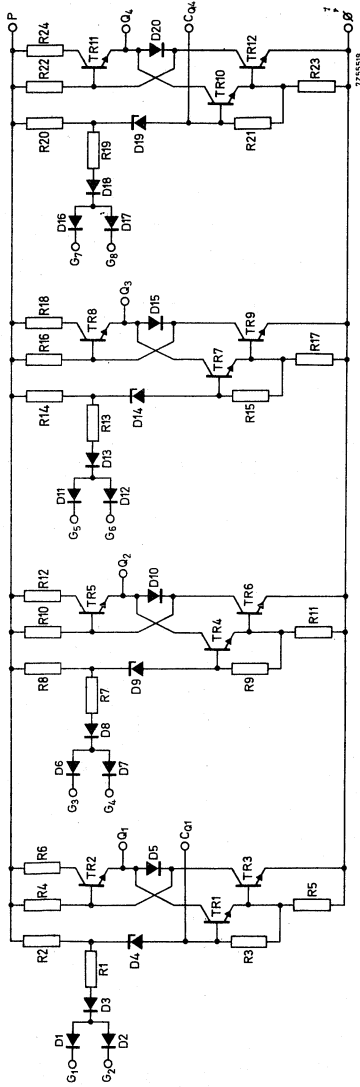 P
R2
R4
R6
TR2
Q1
D5
CQ1
D1
G1
D3
R1
D4
G2
D2
TR1
TR3
R3
R5
R8
R10
R12
TR5
Q2
D10
D6
G3
D8
R7
D9
G4
D7
TR4
TR6
R9
R11
R14
R16
R18
TR8
Q3
D15
D11
G5
D13
R13
D14
G6
D12
TR7
TR9
R15
R17
R20
R22
R24
TR11
Q4
D20
CQ4
D16
G7
D18
R19
D19
G8
D17
TR10
TR12
R21
R23
Ø
7Z55519